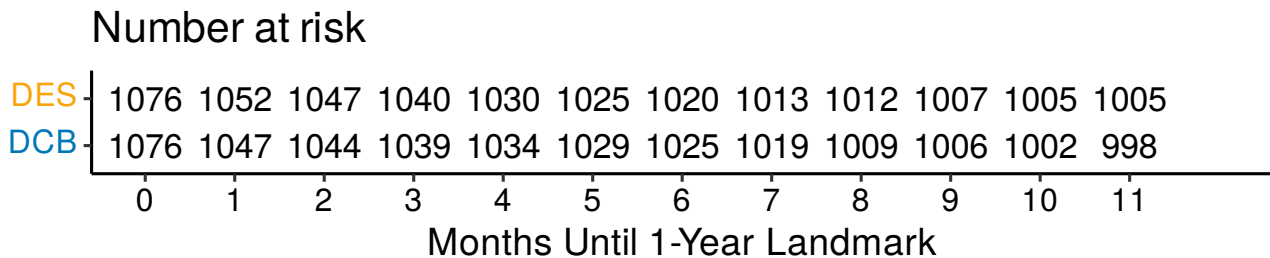 Number at risk
DES 1076 1052 1047 1040 1030 1025 1020 1013 1012 1007 1005 1005
DCB 1076 1047 1044 1039 1034 1029 1025 1019 1009 1006 1002 998
0 1 2 3 4 5 6 7 8 9 10 11
Months Until 1-Year Landmark